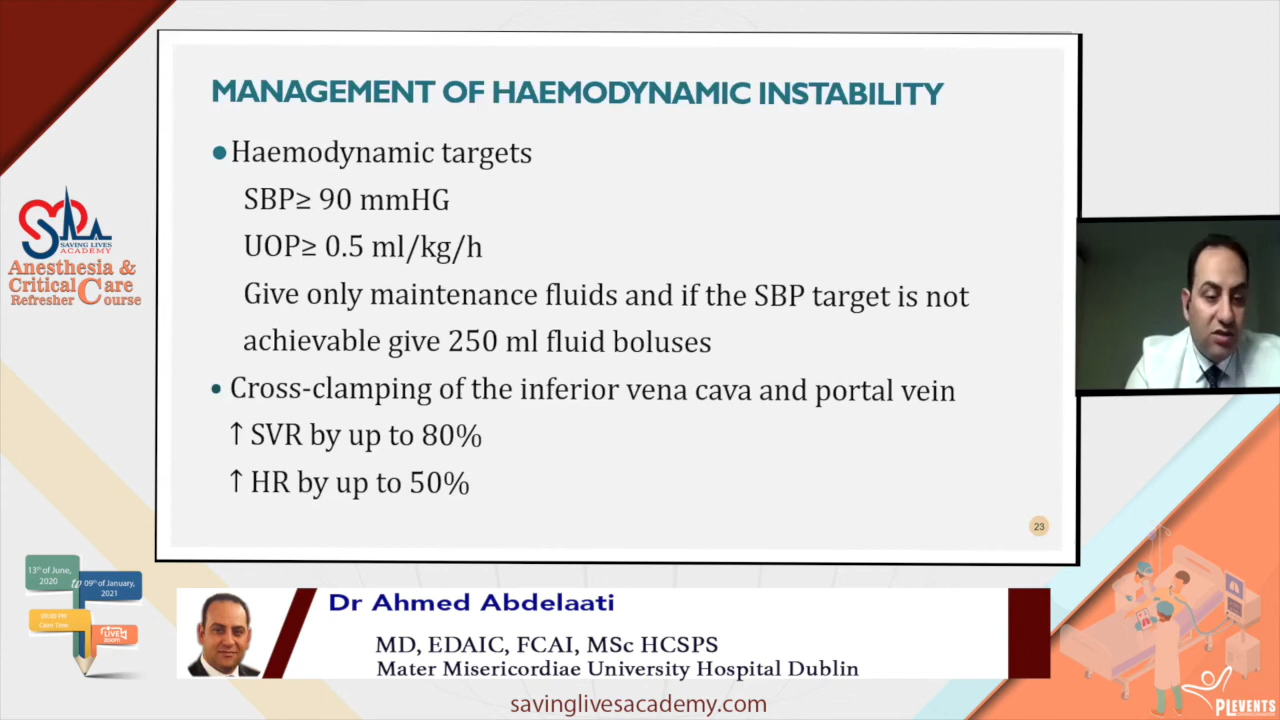 MANAGEMENT OF HAEMODYNAMIC INSTABILITY
Haemodynamic targets
SBP≥ 90 mmHG
UOP≥ 0.5 ml/kg/h
Give only maintenance fluids and if the SBP target is not
achievable give 250 ml fluid boluses
Cross-clamping of the inferior vena cava and portal vein
↑ SVR by up to 80%
↑ HR by up to 50%
23
SAVING LIVES
ACADEMY
Anesthesia &
Critical Care
Refresher Course
13th of June,
2020
to 09th of January,
2021
Cairo Time
LIVE
zoom
Dr Ahmed Abdelaati
MD, EDAIC, FCAI, MSc HCSPS
Mater Misericordiae University Hospital Dublin
savinglivesacademy.com
PLEVENTS